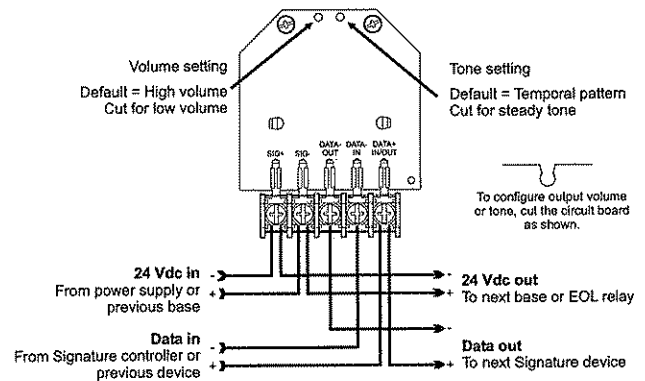 Volume setting
Default = High volume
Cut for low volume
Tone setting
Default = Temporal pattern
Cut for steady tone
SIG+
SIG-
DATA-
OUT
DATA-
IN
DATA+
IN/OUT
To configure output volume
or tone, cut the circuit board
as shown.
24 Vdc in -
From power supply or +
previous base
- 24 Vdc out
+ To next base or EOL relay
Data in -
From Signature controller or +
previous device
-
Data out
+ To next Signature device